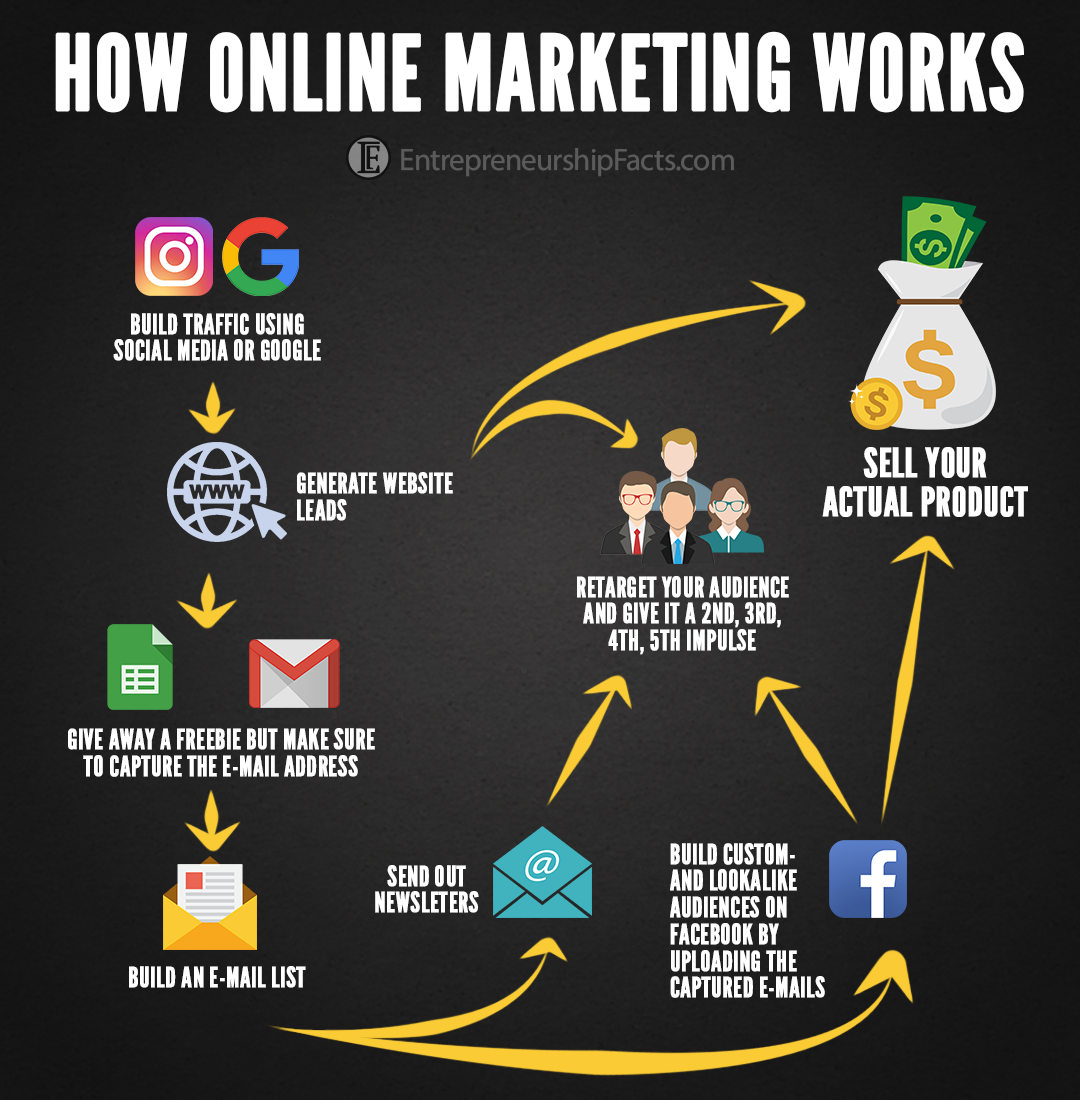 HOW ONLINE MARKETING WORKS
E EntrepreneurshipFacts.com
BUILD TRAFFIC USING
SOCIAL MEDIA OR GOOGLE
WWW
GENERATE WEBSITE
LEADS
GIVE AWAY A FREEBIE BUT MAKE SURE
TO CAPTURE THE E-MAIL ADDRESS
BUILD AN E-MAIL LIST
SEND OUT
NEWSLETERS
@
BUILD CUSTOM-
AND LOOKALIKE
AUDIENCES ON
FACEBOOK BY
UPLOADING THE
CAPTURED E-MAILS
f
RETARGET YOUR AUDIENCE
AND GIVE IT A 2ND, 3RD,
4TH, 5TH IMPULSE
$
$
$
SELL YOUR
ACTUAL PRODUCT